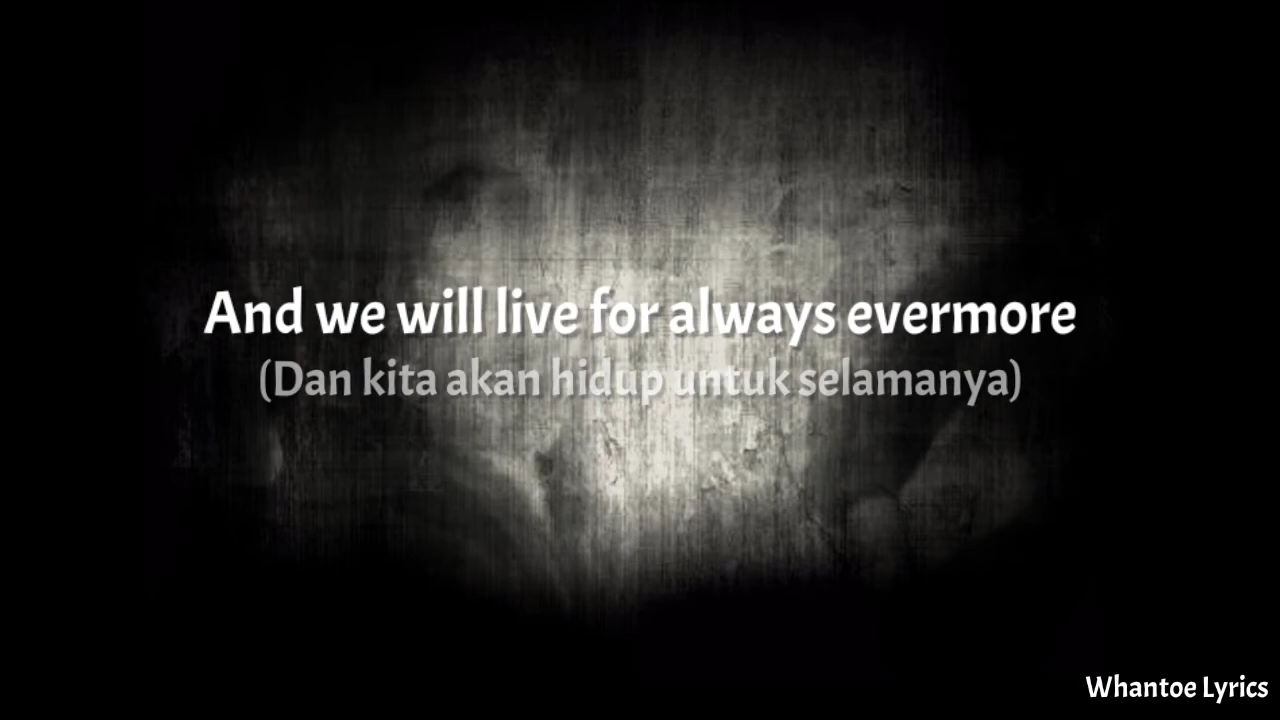 And we will live for always evermore
(Dan kita akan hidup untuk selamanya)
Whantoe Lyrics